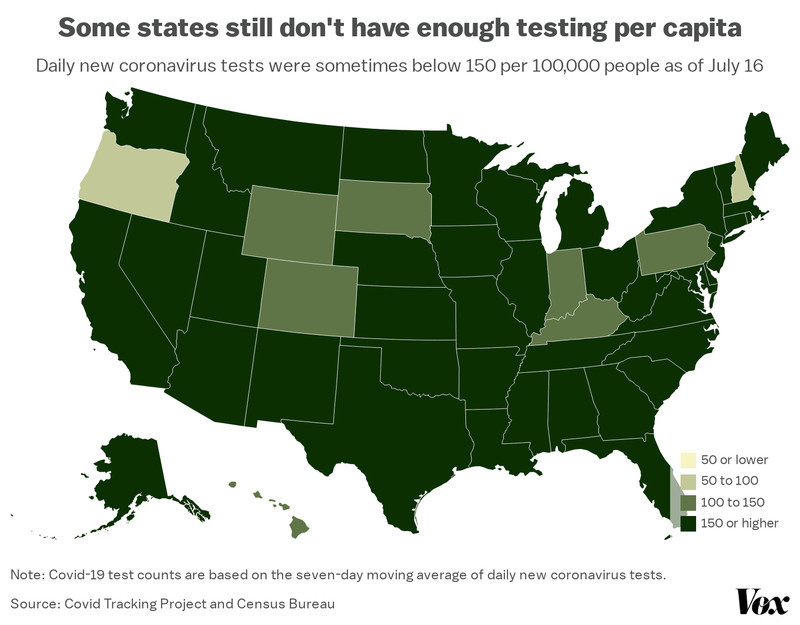 Some states still don't have enough testing per capita
Daily new coronavirus tests were sometimes below 150 per 100,000 people as of July 16
50 or lower
50 to 100
100 to 150
150 or higher
Note: Covid-19 test counts are based on the seven-day moving average of daily new coronavirus tests.
Source: Covid Tracking Project and Census Bureau
Vox